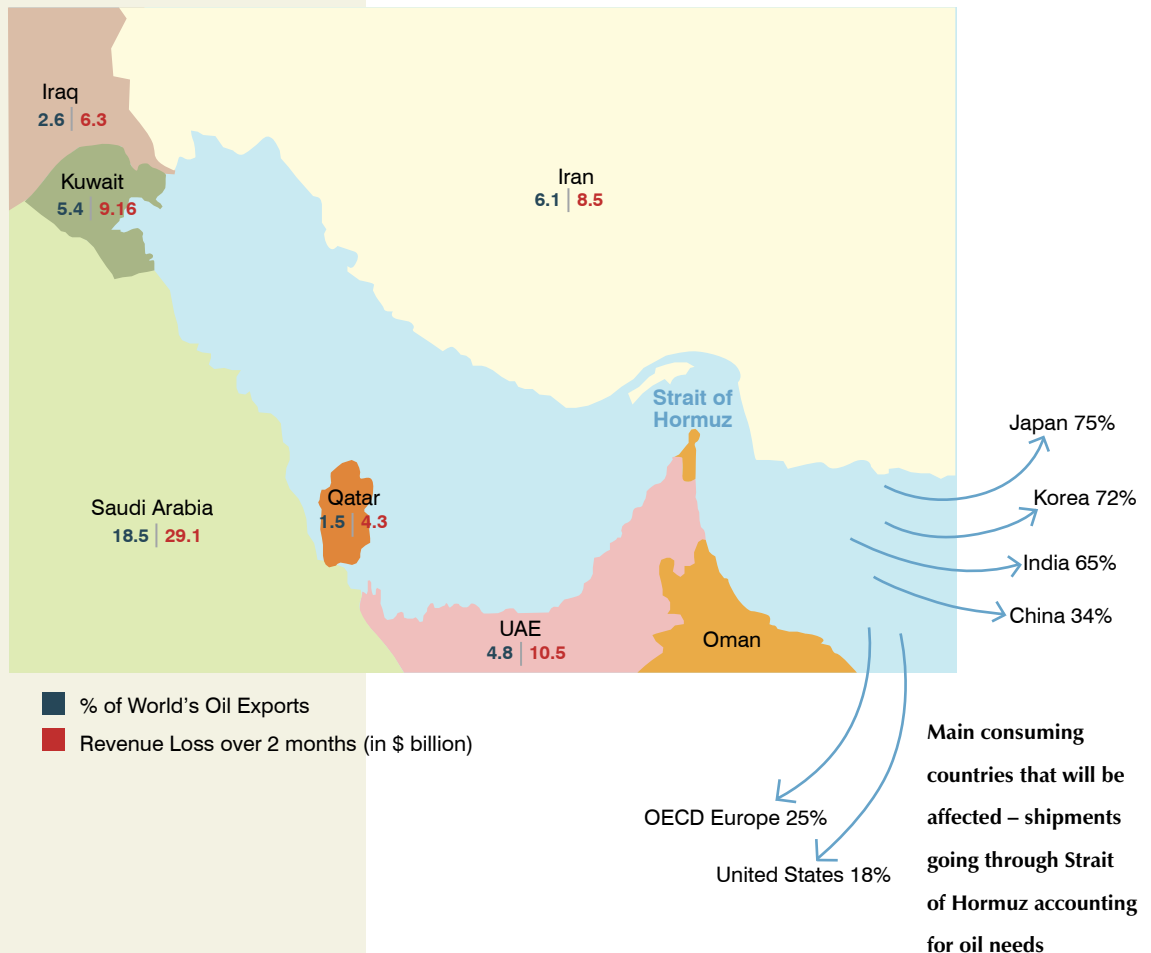 Iraq
2.6 | 6.3
Kuwait
5.4 | 9.16
Iran
6.1 | 8.5
Strait of
Hormuz
Japan 75%
Korea 72%
India 65%
China 34%
Saudi Arabia
18.5 | 29.1
Qatar
1.5 | 4.3
UAE
4.8 | 10.5
Oman
% of World’s Oil Exports
Revenue Loss over 2 months (in $ billion)
OECD Europe 25%
United States 18%
Main consuming
countries that will be
affected – shipments
going through Strait
of Hormuz accounting
for oil needs